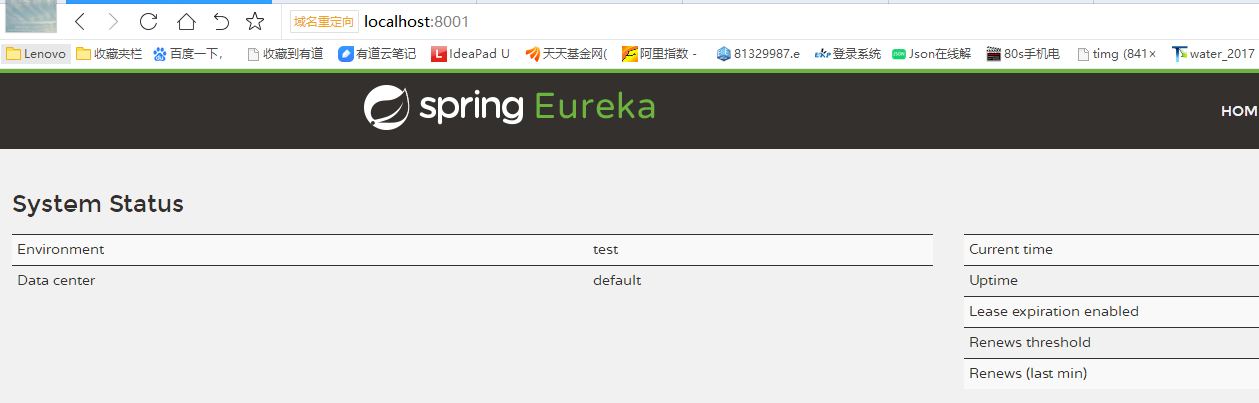 域名重定向 localhost:8001
Lenovo 收藏夹栏 百度一下, 收藏到有道 有道云笔记 IdeaPad U 天天基金网( 阿里指数 - 81329987.e 登录系统 Json在线解 80s手机电 timg (841× water_2017
spring Eureka
HOM
System Status
Environment test Current time
Data center default Uptime
Lease expiration enabled
Renews threshold
Renews (last min)